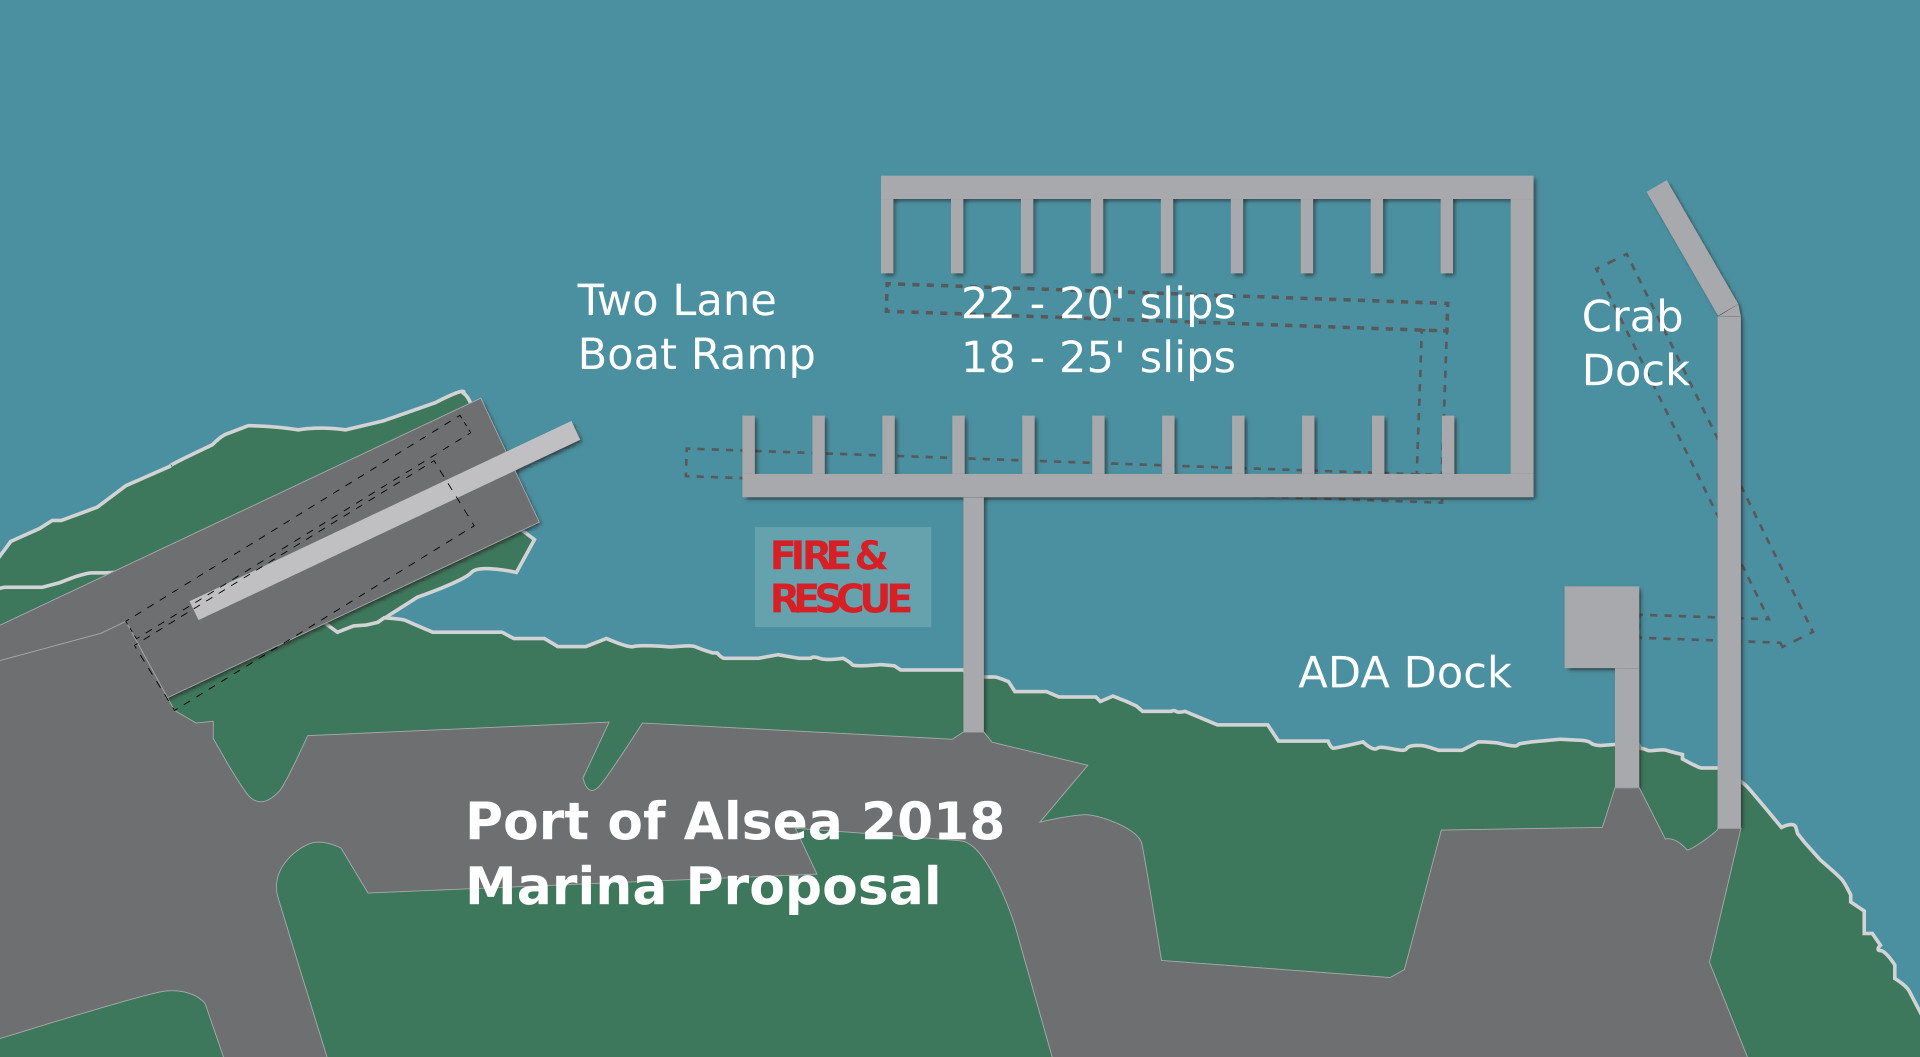 Two Lane
Boat Ramp
22 - 20' slips
18 - 25' slips
Crab
Dock
FIRE &
RESCUE
ADA Dock
Port of Alsea 2018
Marina Proposal